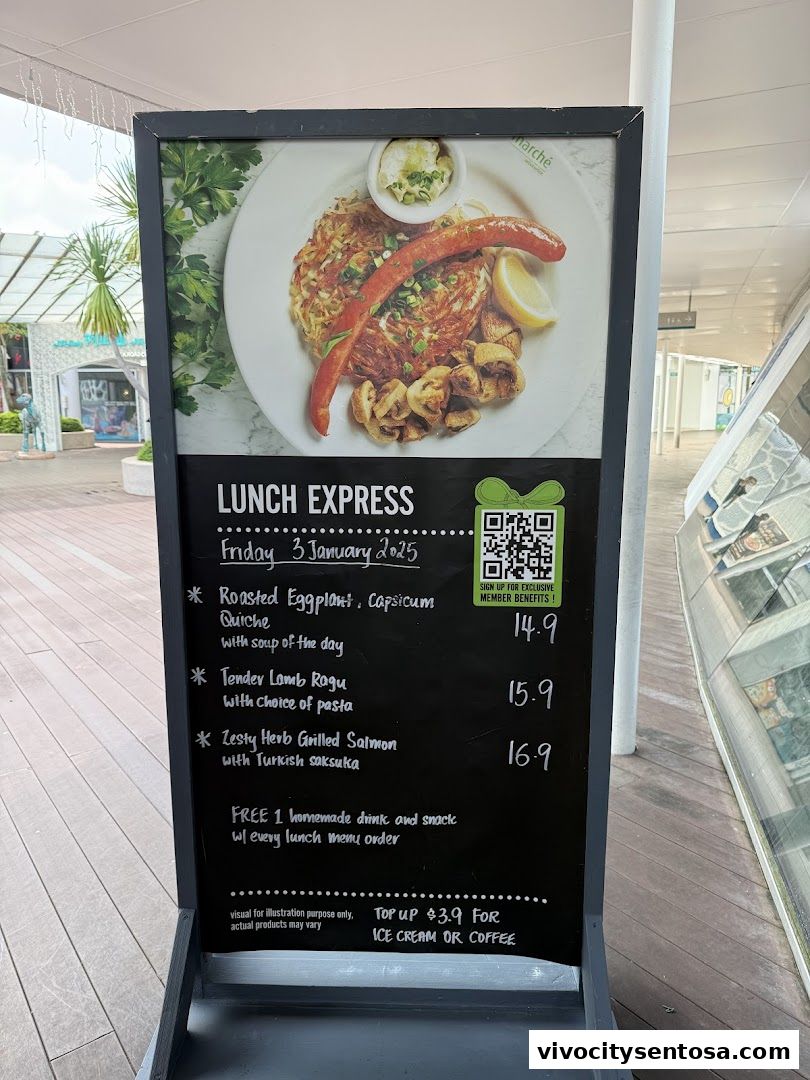 marché
LUNCH EXPRESS
Friday 3 January 2025
SIGN UP FOR EXCLUSIVE
MEMBER BENEFITS !
* Roasted Eggplant, Capsicum
Quiche
with soup of the day
14.9
* Tender Lamb Ragu
with choice of pasta
15.9
* Zesty Herb Grilled Salmon
with Turkish saksuka
16.9
FREE 1 homemade drink and snack
w/ every lunch menu order
visual for illustration purpose only,
actual products may vary
TOP UP $3.9 FOR
ICE CREAM OR COFFEE
vivocitysentosa.com